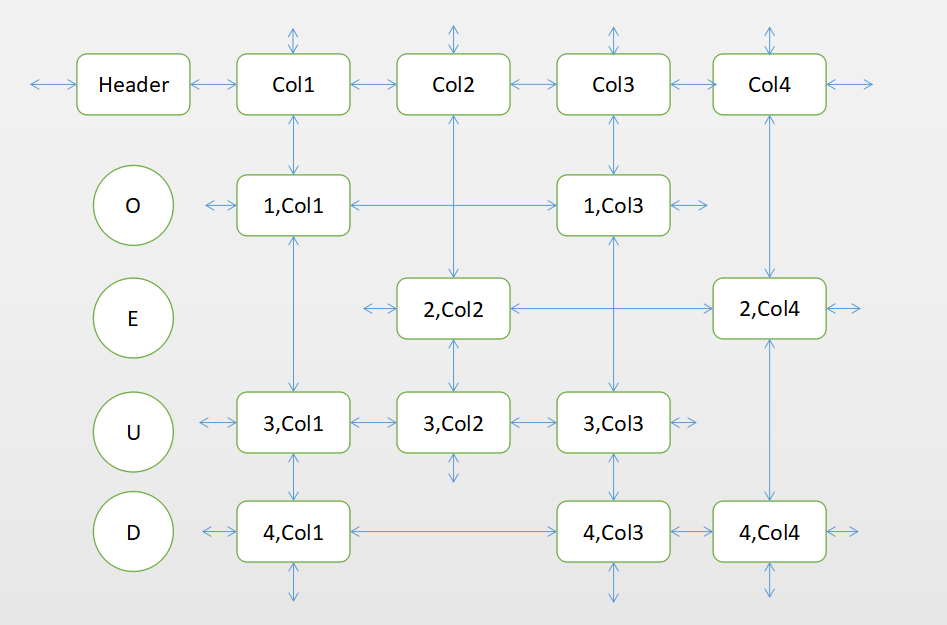 Header Col1 Col2 Col3 Col4
O 1,Col1 1,Col3
E 2,Col2 2,Col4
U 3,Col1 3,Col2 3,Col3
D 4,Col1 4,Col3 4,Col4